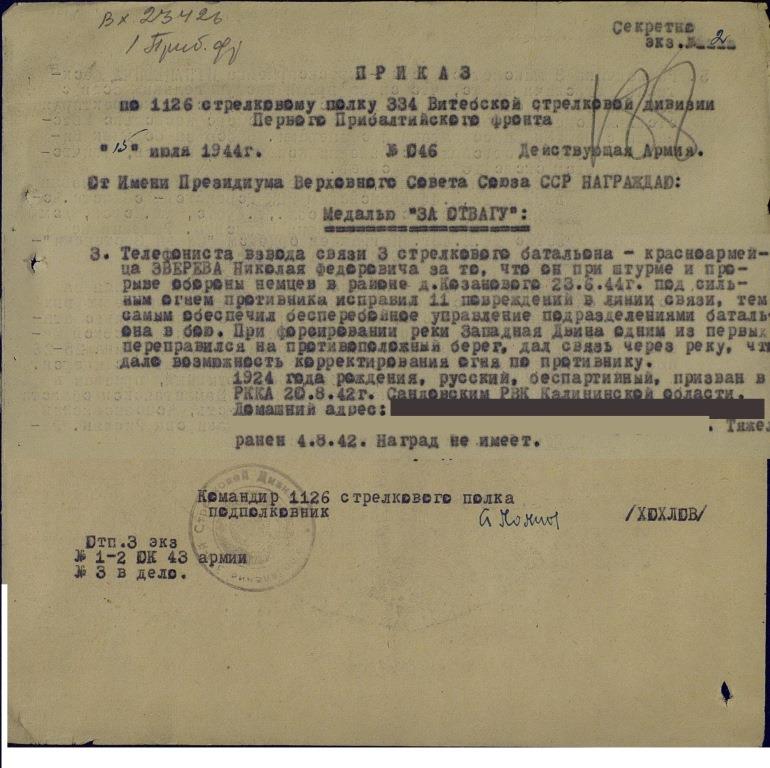 Вх 23426
1 Приб. фр
Секретно
экз.№ 2
188
ПРИКАЗ
по 1126 стрелковому полку 334 Витебской стрелковой дивизии
Первого Прибалтийского фронта
"15" июля 1944г. № 046 Действующая Армия.
От Имени Президиума Верховного Совета Союза ССР НАГРАЖДАЮ:
Медалью "ЗА ОТВАГУ":
3. Телефониста взвода связи 3 стрелкового батальона - красноармей-
ца ЗВЕРЕВА Николая Федоровича за то, что он при штурме и про-
рыве обороны немцев в районе д.Козаново 23.6.44г. под силь-
ным огнем противника исправил 11 повреждений в линии связи, тем
самым обеспечил бесперебойное управление подразделениями баталь-
она в бою. При форсировании реки Западная Двина одним из первых
переправился на противоположный берег, дал связь через реку, что
дало возможность корректирования огня по противнику.
1924 года рождения, русский, беспартийный, призван в
РККА 20.8.42г. Сандовским РВК Калининской области.
Домашний адрес:
. Тяжел
ранен 4.8.42. Наград не имеет.
Командир 1126 стрелкового полка
подполковник /ХОХЛОВ/
Отп.3 экз
№ 1-2 ОК 43 армии
№ 3 в дело.